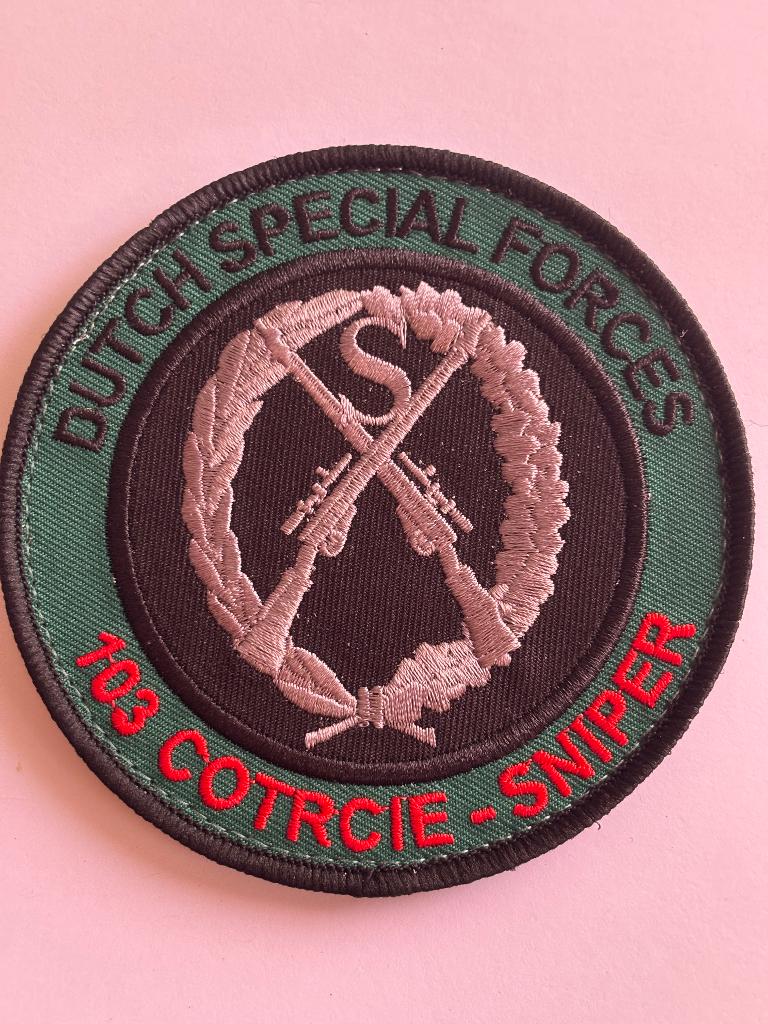 DUTCH SPECIAL FORCES
S
103 COTRCIE - SNIPER